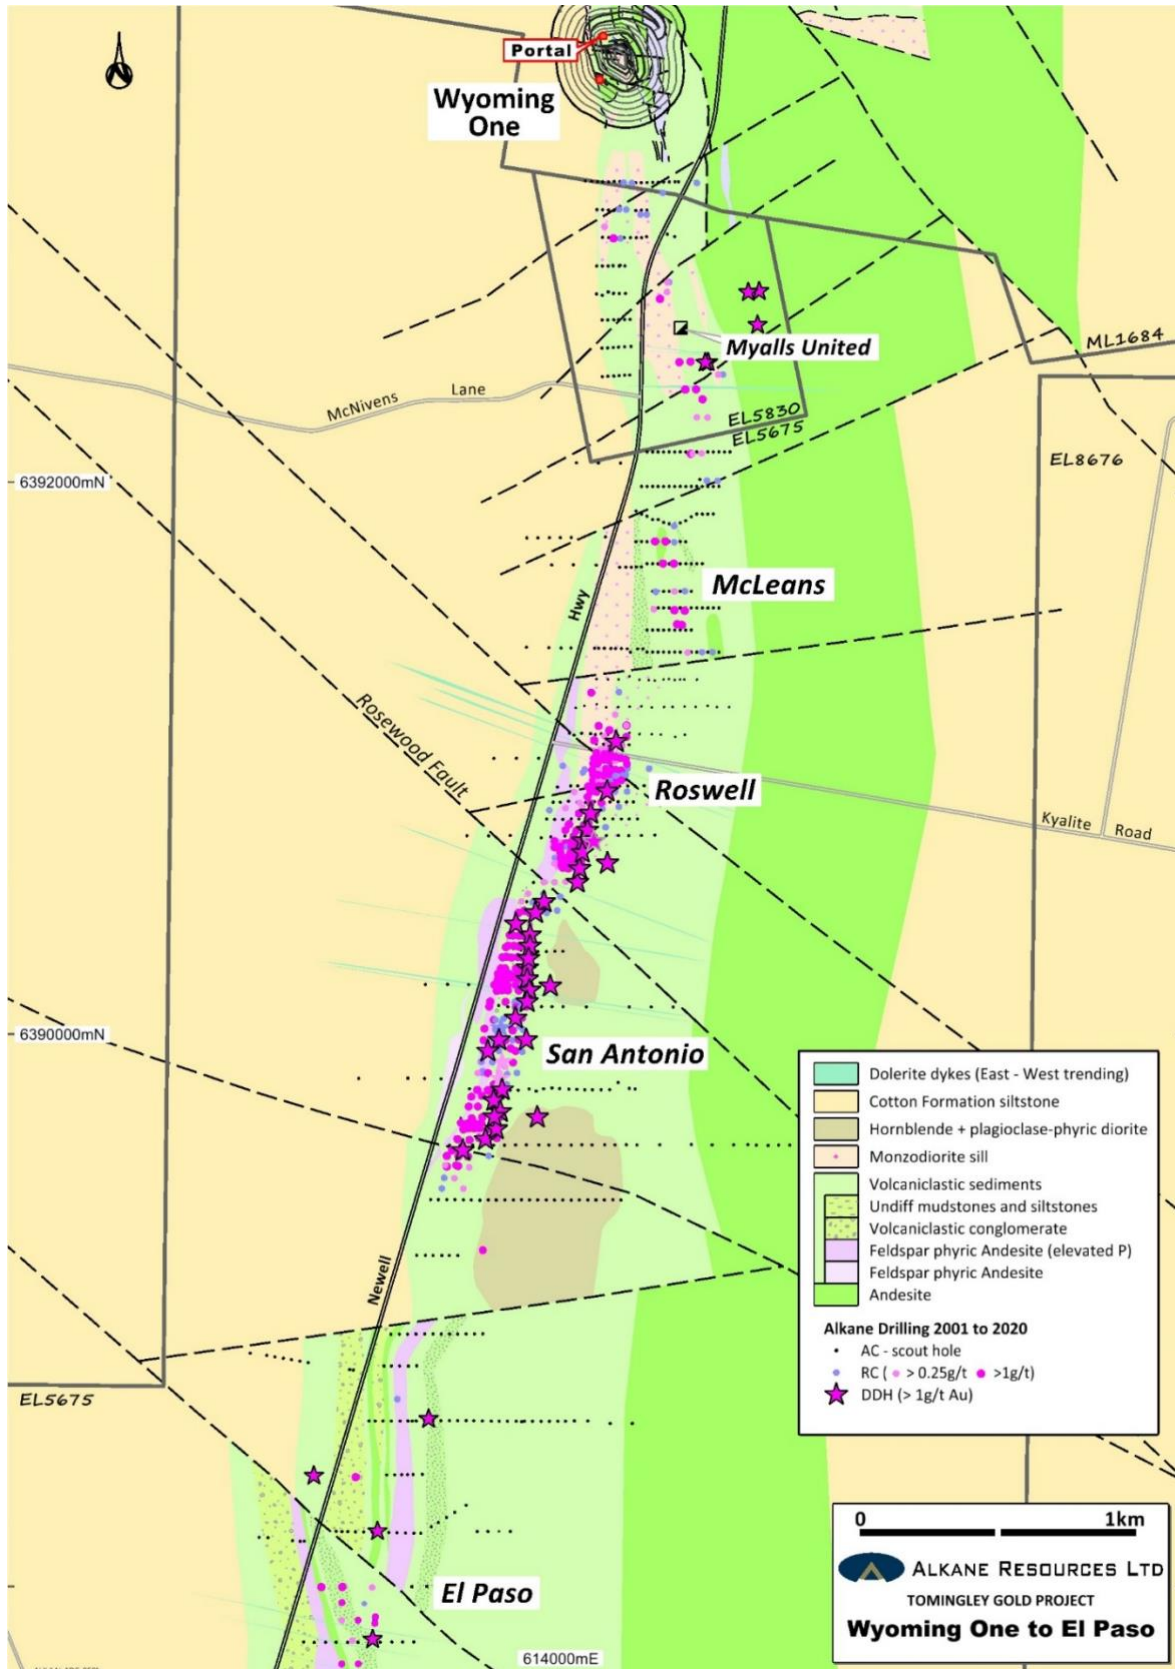 Portal
Wyoming
One
Myalls United
ML1684
McNivens
Lane
EL5830
EL5675
EL8676
6392000mN
McLeans
Hwy
Rosewood Fault
Roswell
Kyalite
Road
6390000mN
San Antonio
Dolerite dykes (East - West trending)
Cotton Formation siltstone
Hornblende + plagioclase-phyric diorite
Monzodiorite sill
Volcaniclastic sediments
Undiff mudstones and siltstones
Volcaniclastic conglomerate
Feldspar phyric Andesite (elevated P)
Feldspar phyric Andesite
Andesite
Alkane Drilling 2001 to 2020
AC - scout hole
RC ( > 0.25g/t >1g/t)
DDH (> 1g/t Au)
Newell
EL5675
0 1km
ALKANE RESOURCES LTD
TOMINGLEY GOLD PROJECT
Wyoming One to El Paso
El Paso
614000mE